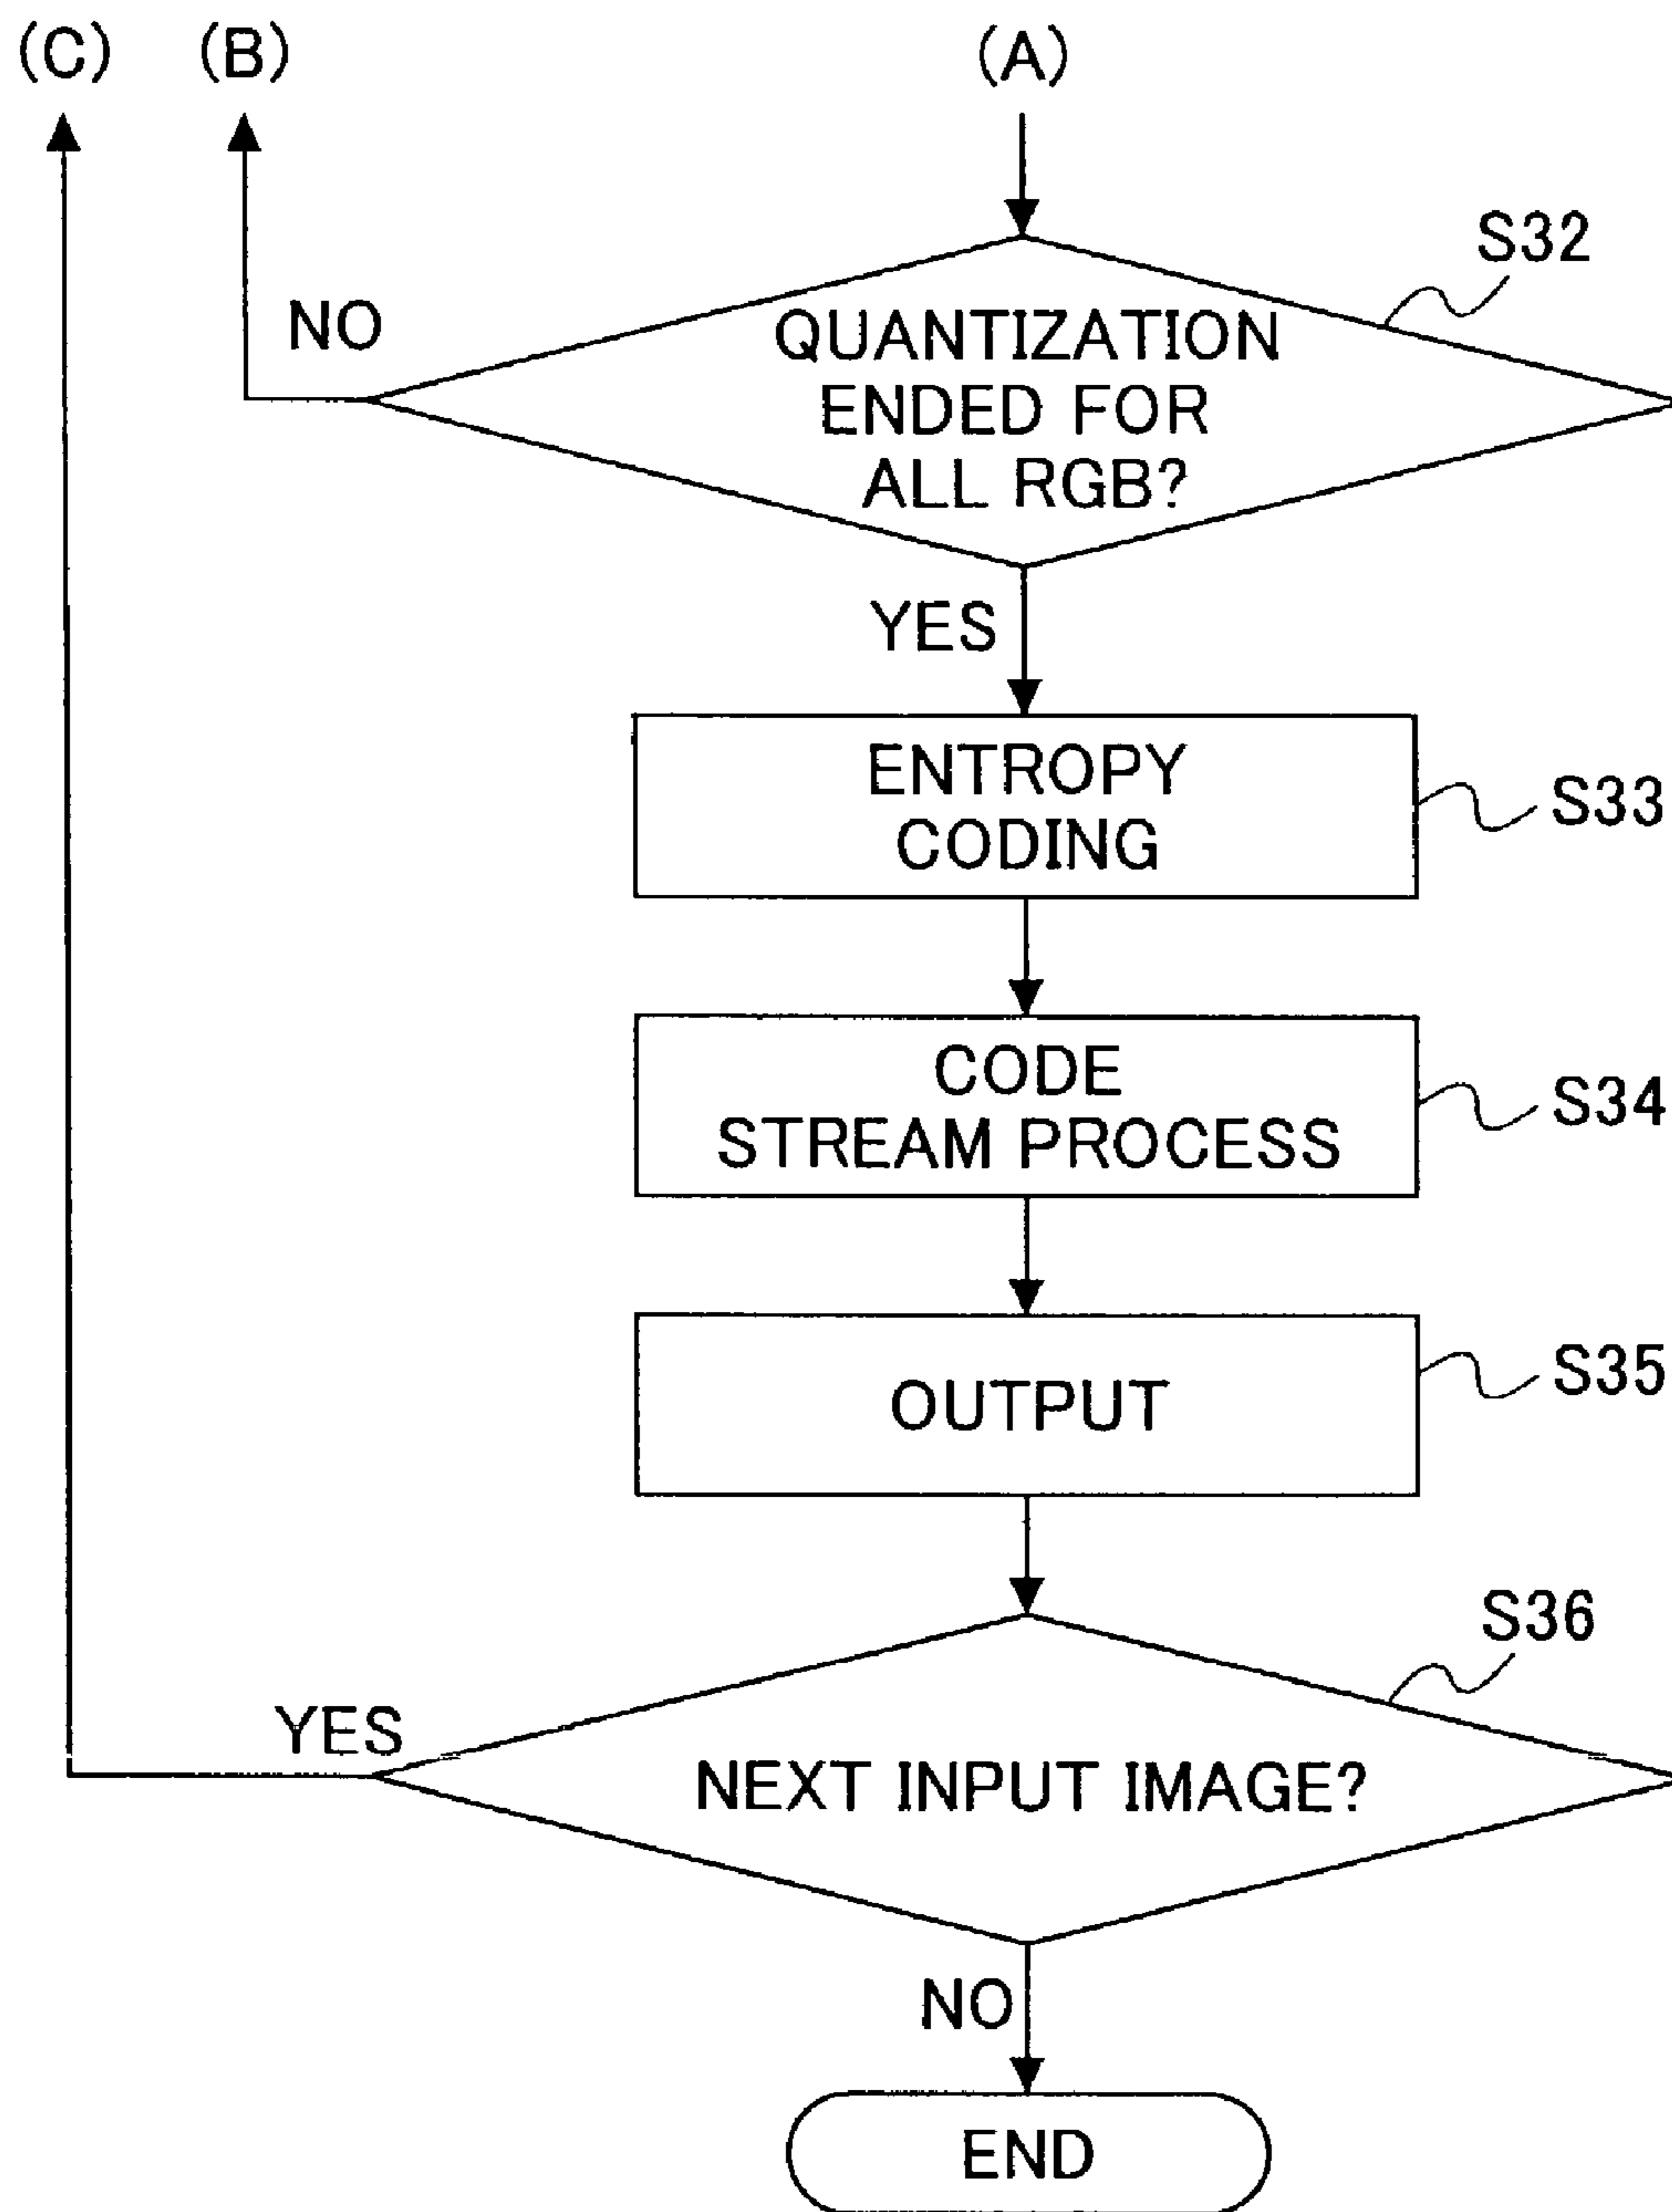 (C)
(B)
(A)
S32
NO
QUANTIZATION
ENDED FOR
ALL RGB?
YES
ENTROPY
CODING
S33
CODE
STREAM PROCESS
S34
OUTPUT
S35
S36
YES
NEXT INPUT IMAGE?
NO
END